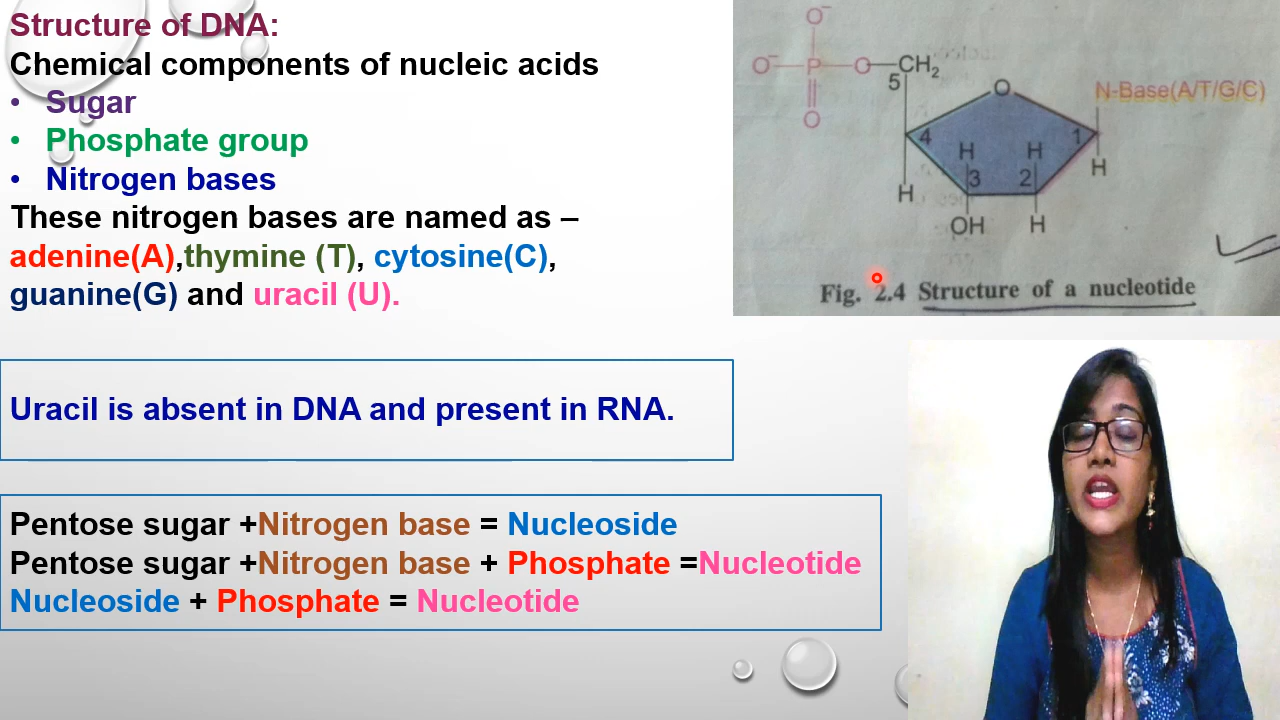 Structure of DNA:
Chemical components of nucleic acids
• Sugar
• Phosphate group
• Nitrogen bases
These nitrogen bases are named as –
adenine(A),thymine (T), cytosine(C),
guanine(G) and uracil (U).
Uracil is absent in DNA and present in RNA.
Pentose sugar +Nitrogen base = Nucleoside
Pentose sugar +Nitrogen base + Phosphate =Nucleotide
Nucleoside + Phosphate = Nucleotide
O⁻
O⁻ P O CH₂
5
O
O
N-Base(A/T/G/C)
4 1
H H
H
3 2
H
OH H
Fig. 2.4 Structure of a nucleotide